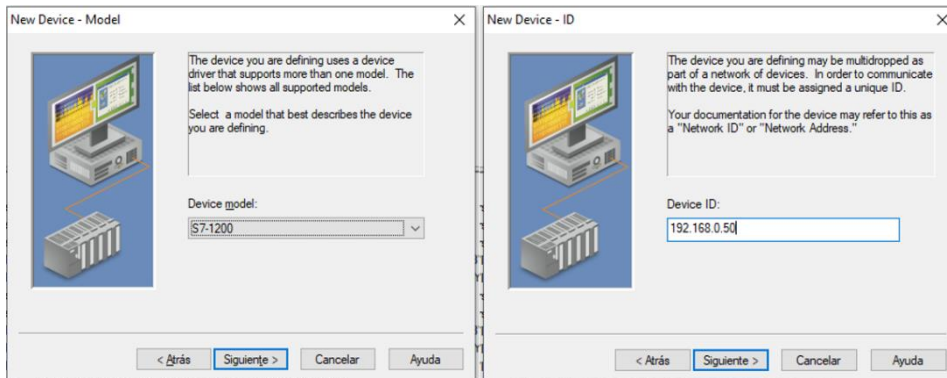 New Device - Model
The device you are defining uses a device
driver that supports more than one model. The
list below shows all supported models.
Select a model that best describes the device
you are defining.
Device model:
S7-1200
< Atrás Siguiente > Cancelar Ayuda
New Device - ID
The device you are defining may be multidropped as
part of a network of devices. In order to communicate
with the device, it must be assigned a unique ID.
Your documentation for the device may refer to this as
a "Network ID" or "Network Address."
Device ID:
192.168.0.50
< Atrás Siguiente > Cancelar Ayuda